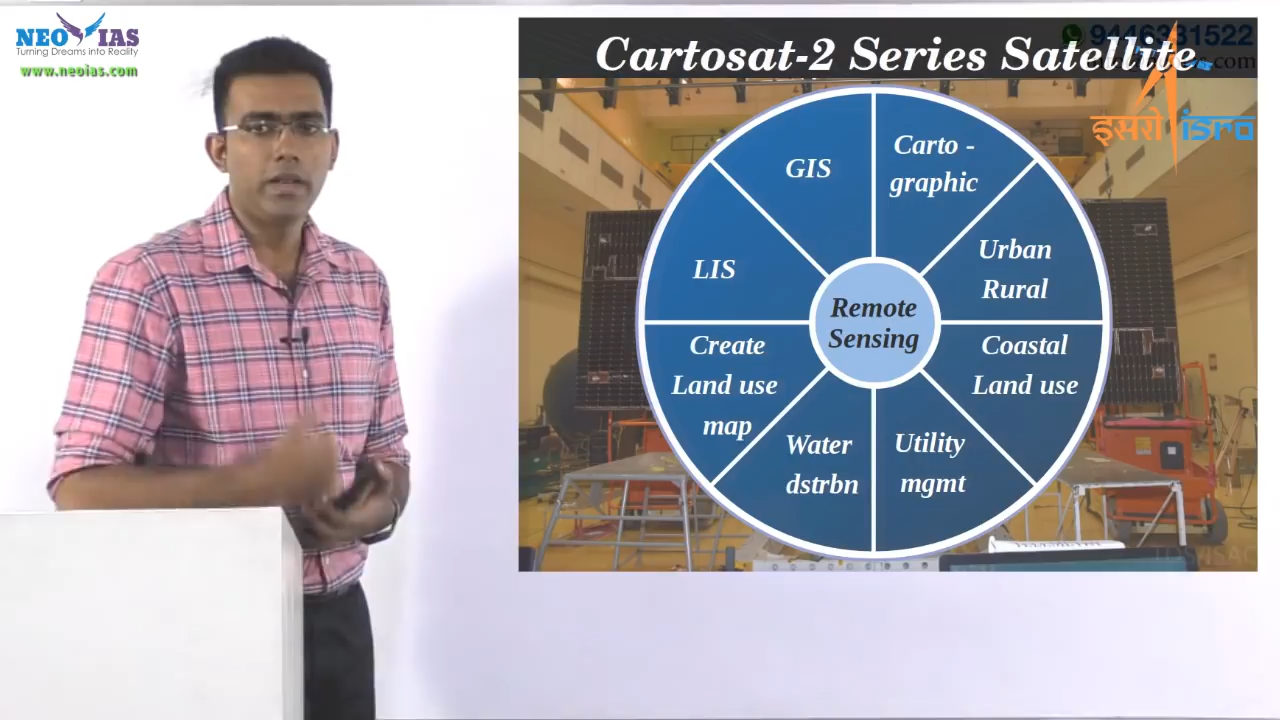 NEO IAS
Turning Dreams into Reality
www.neoias.com
Cartosat-2 Series Satellite
9446331522
इसरो isro
GIS
Carto -
graphic
LIS
Urban
Rural
Remote
Sensing
Create
Land use
map
Coastal
Land use
Water
dstrbn
Utility
mgmt